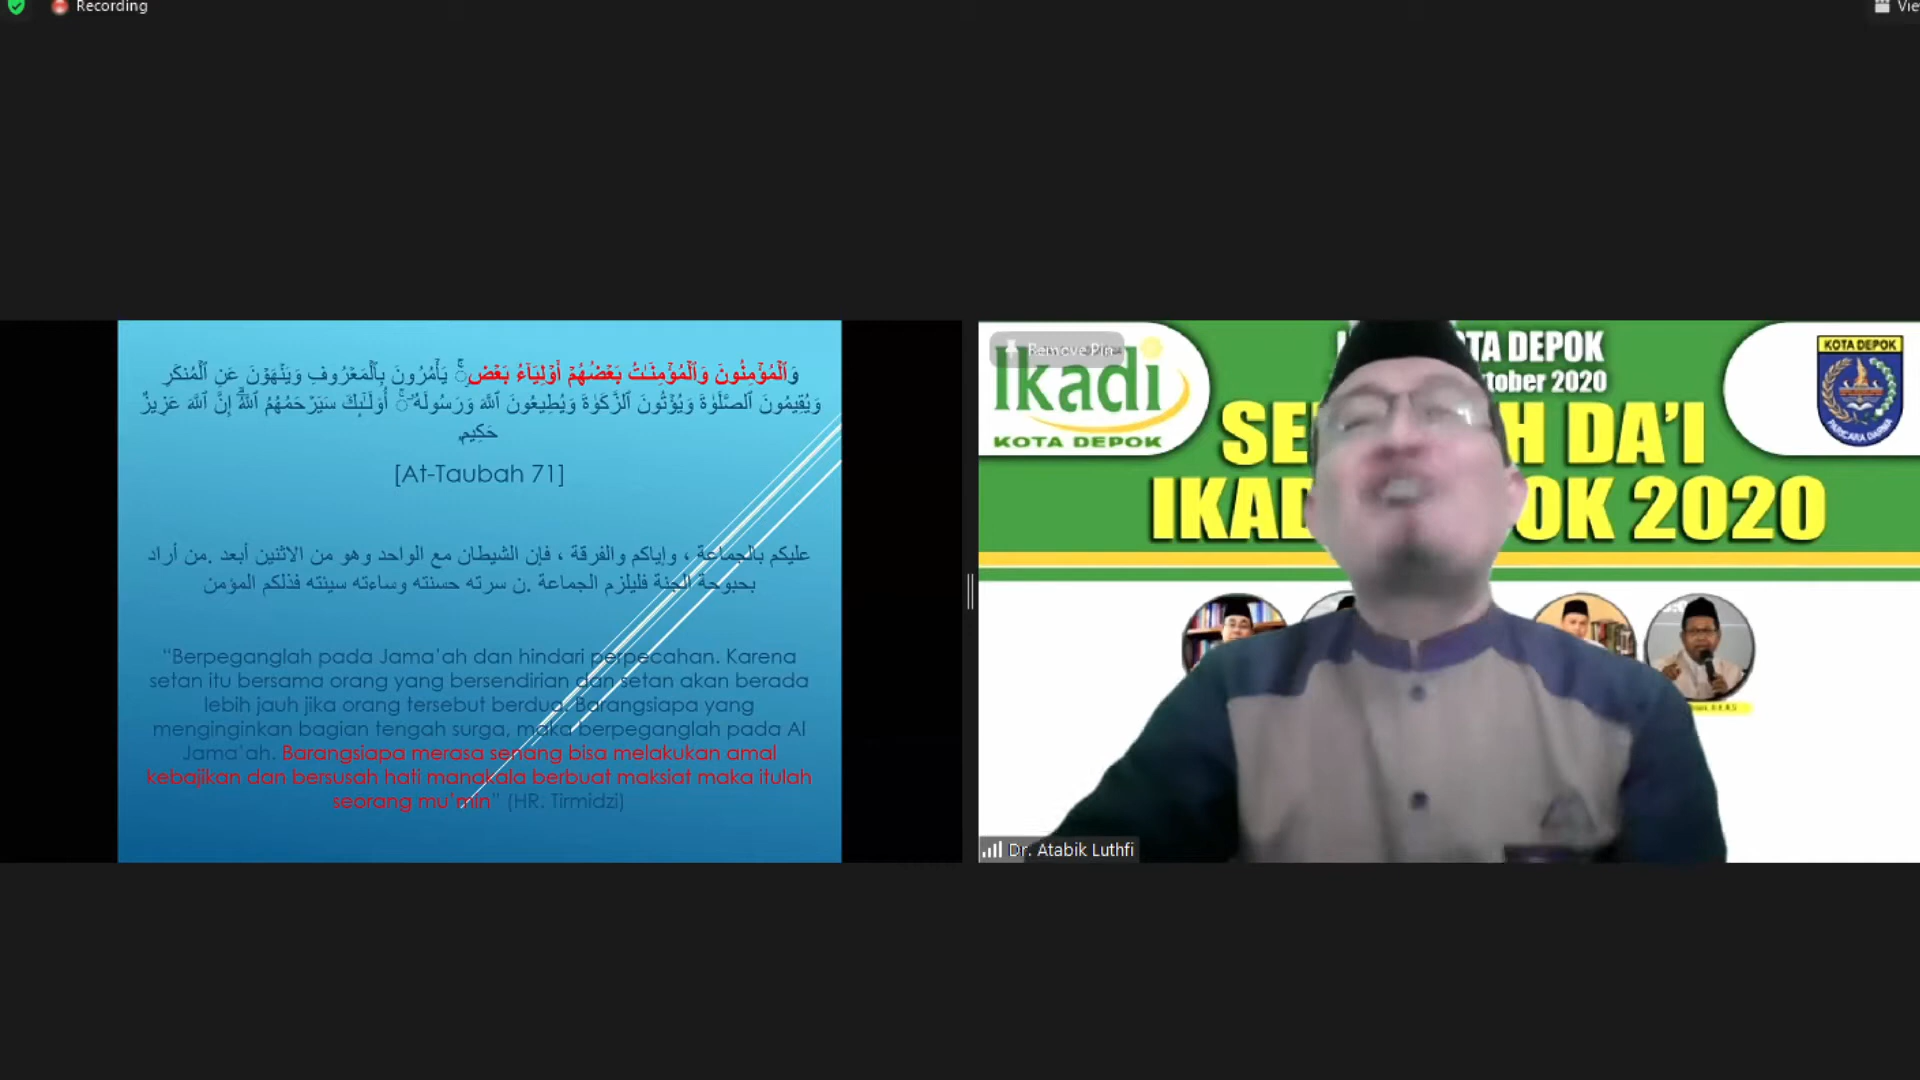 Recording
View
وَٱلْمُؤْمِنُونَ وَٱلْمُؤْمِنَـٰتُ بَعْضُهُمْ أَوْلِيَآءُ بَعْضٍ ۚ يَأْمُرُونَ بِٱلْمَعْرُوفِ وَيَنْهَوْنَ عَنِ ٱلْمُنكَرِ
وَيُقِيمُونَ ٱلصَّلَوٰةَ وَيُؤْتُونَ ٱلزَّكَوٰةَ وَيُطِيعُونَ ٱللَّهَ وَرَسُولَهُۥٓ ۚ أُو۟لَـٰٓئِكَ سَيَرْحَمُهُمُ ٱللَّهُ ۗ إِنَّ ٱللَّهَ عَزِيزٌ
حَكِيمٌ
[At-Taubah 71]
عليكم بالجماعة ، وإياكم والفرقة ، فإن الشيطان مع الواحد وهو من الاثنين أبعد .من أراد
بحبوحة الجنة فليلزم الجماعة .ن سرته حسنته وساءته سيئته فذلكم المؤمن
“Berpeganglah pada Jama’ah dan hindari perpecahan. Karena
setan itu bersama orang yang bersendirian dan setan akan berada
lebih jauh jika orang tersebut berdua. Barangsiapa yang
menginginkan bagian tengah surga, maka berpeganglah pada Al
Jama’ah. Barangsiapa merasa senang bisa melakukan amal
kebajikan dan bersusah hati manakala berbuat maksiat maka itulah
seorang mu’min” (HR. Tirmidzi)
Remove Pin
Ikadi
KOTA DEPOK
KOTA DEPOK
2020
DA’I
2020
KOTA DEPOK
PARICARA DARMA
Dr. Atabik Luthfi